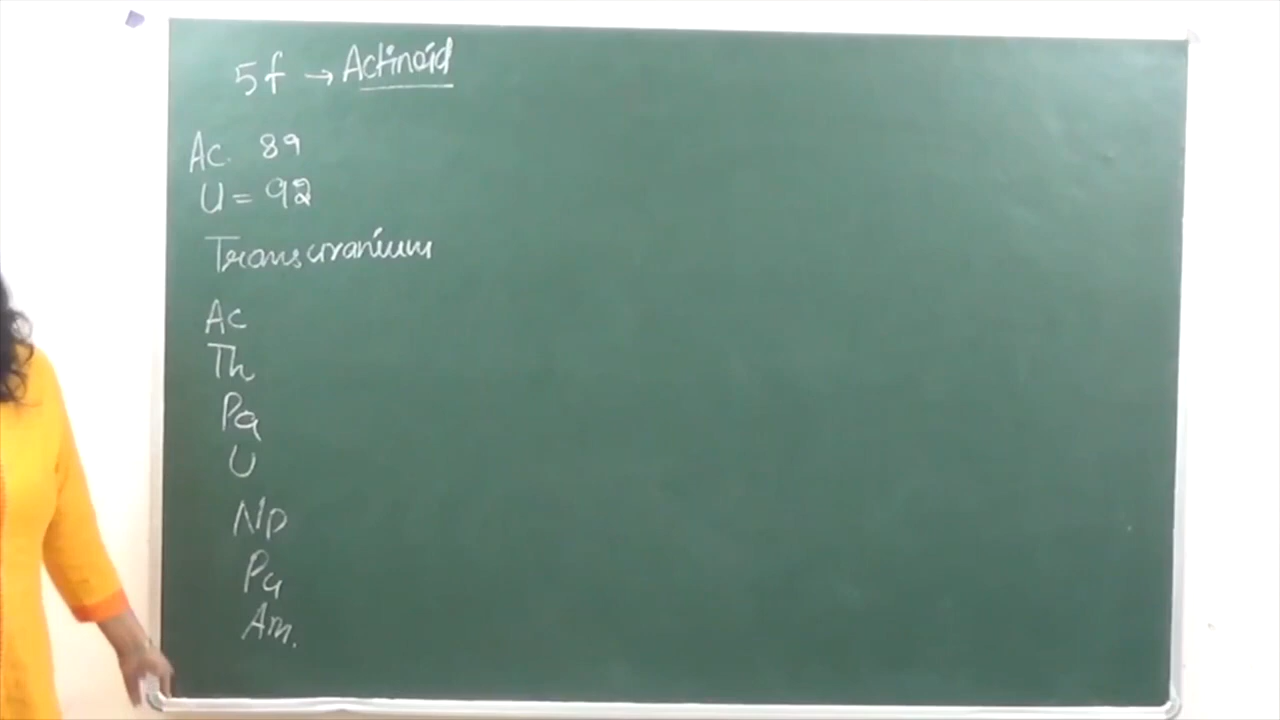 5f → Actinoid
Ac. 89
U = 92
Transuranium
Ac
Th
Pa
U
Np
Pu
Am.